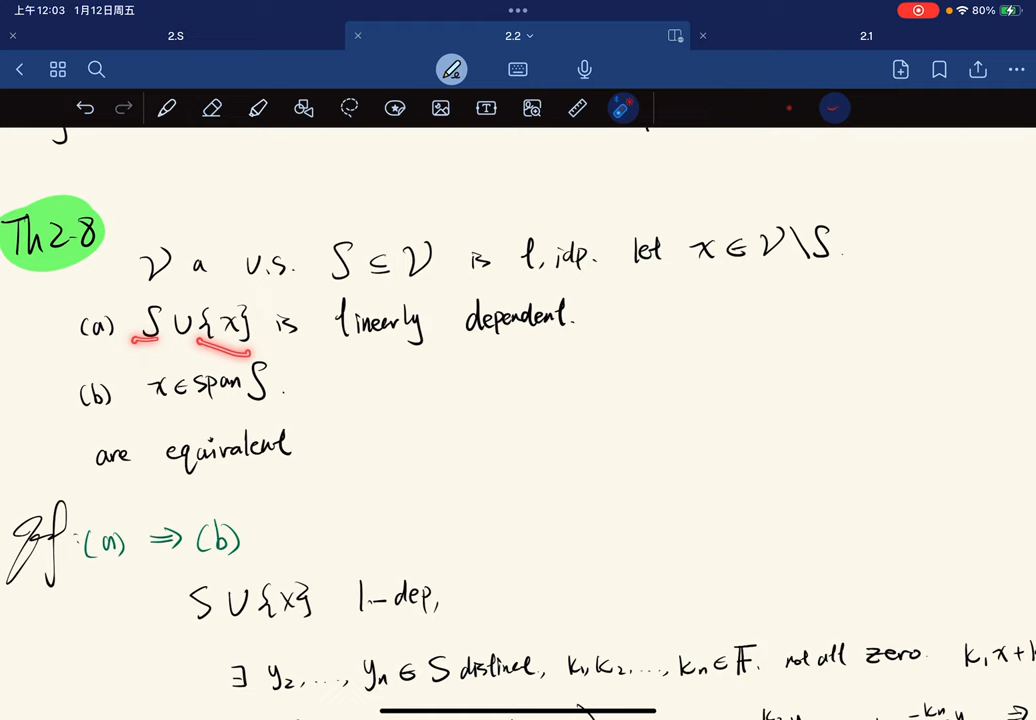 上午12:03 1月12日周五
80%
2.S
2.2
2.1
Th 2-8
V a v.s. S ⊆ V is l. idp. let x ∈ V \ S.
(a) S ∪ {x} is linearly dependent.
(b) x ∈ span S.
are equivalent
pf: (a) ⇒ (b)
S ∪ {x} l-dep,
∃ y₂, ..., yₙ ∈ S distinct, k₁, k₂, ..., kₙ ∈ 𝔽. not all zero. k₁x +